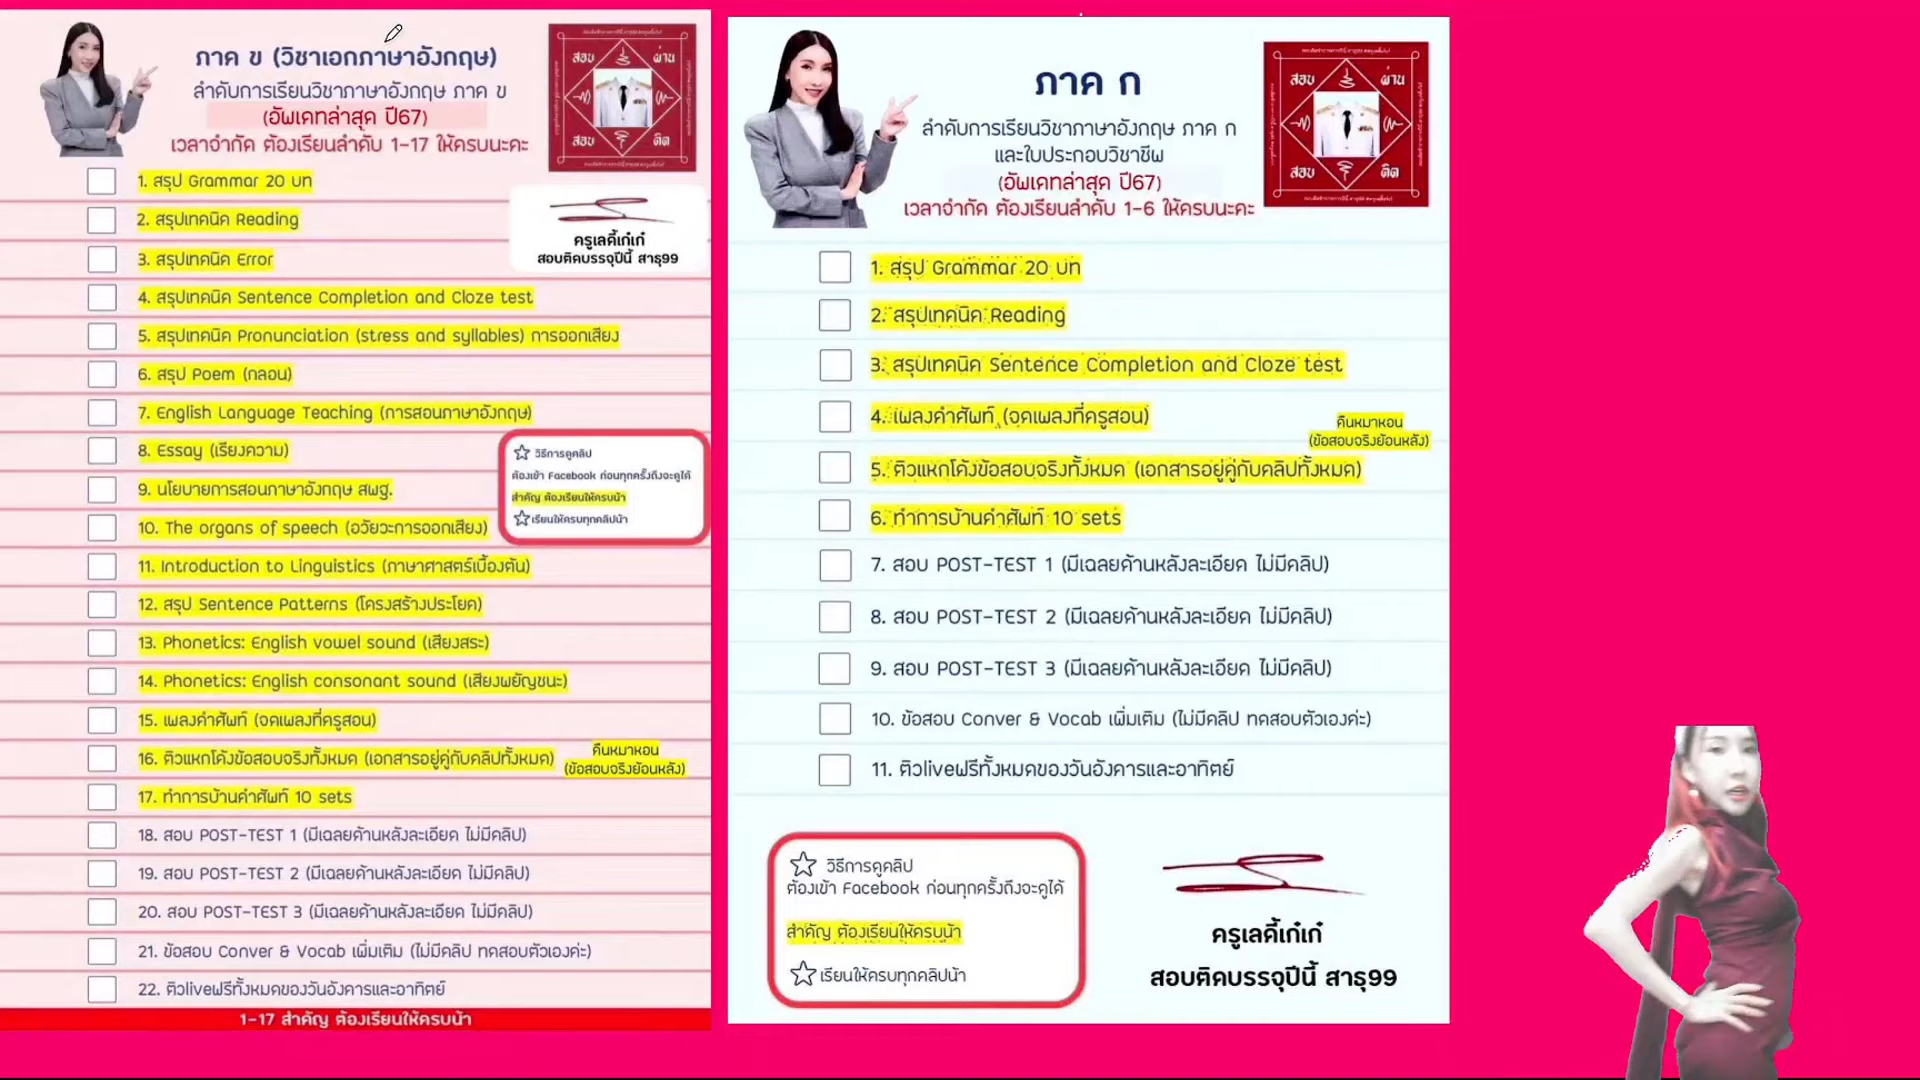 ภาค ข (วิชาเอกภาษาอังกฤษ)
ลำดับการเรียนวิชาภาษาอังกฤษ ภาค ข
(อัพเดทล่าสุด ปี67)
เวลาจำกัด ต้องเรียนลำดับ 1-17 ให้ครบนะคะ
สอบ ผ่าน
สอบ ติด
ครูเลดี้เก๋เก๋
สอบติดบรรจุปีนี้ สาธุ99
1. สรุป Grammar 20 บท
2. สรุปเทคนิค Reading
3. สรุปเทคนิค Error
4. สรุปเทคนิค Sentence Completion and Cloze test
5. สรุปเทคนิค Pronunciation (stress and syllables) การออกเสียง
6. สรุป Poem (กลอน)
7. English Language Teaching (การสอนภาษาอังกฤษ)
8. Essay (เรียงความ)
9. นโยบายการสอนภาษาอังกฤษ สพฐ.
10. The organs of speech (อวัยวะการออกเสียง)
วิธีการดูคลิป
ต้องเข้า Facebook ก่อนทุกครั้งถึงจะดูได้
สำคัญ ต้องเรียนให้ครบน้า
เรียนให้ครบทุกคลิปน้า
11. Introduction to Linguistics (ภาษาศาสตร์เบื้องต้น)
12. สรุป Sentence Patterns (โครงสร้างประโยค)
13. Phonetics: English vowel sound (เสียงสระ)
14. Phonetics: English consonant sound (เสียงพยัญชนะ)
15. เพลงคำศัพท์ (จดเพลงที่ครูสอน)
16. ติวแหกโค้งข้อสอบจริงทั้งหมด (เอกสารอยู่คู่กับคลิปทั้งหมด)
คืนหมาหอน
(ข้อสอบจริงย้อนหลัง)
17. ทำการบ้านคำศัพท์ 10 sets
18. สอบ POST-TEST 1 (มีเฉลยด้านหลังละเอียด ไม่มีคลิป)
19. สอบ POST-TEST 2 (มีเฉลยด้านหลังละเอียด ไม่มีคลิป)
20. สอบ POST-TEST 3 (มีเฉลยด้านหลังละเอียด ไม่มีคลิป)
21. ข้อสอบ Conver & Vocab เพิ่มเติม (ไม่มีคลิป ทดสอบตัวเองค่ะ)
22. ติวliveฟรีทั้งหมดของวันอังคารและอาทิตย์
1-17 สำคัญ ต้องเรียนให้ครบน้า
ภาค ก
ลำดับการเรียนวิชาภาษาอังกฤษ ภาค ก
และใบประกอบวิชาชีพ
(อัพเดทล่าสุด ปี67)
เวลาจำกัด ต้องเรียนลำดับ 1-6 ให้ครบนะคะ
สอบ ผ่าน
สอบ ติด
1. สรุป Grammar 20 บท
2. สรุปเทคนิค Reading
3. สรุปเทคนิค Sentence Completion and Cloze test
4. เพลงคำศัพท์ (จดเพลงที่ครูสอน)
คืนหมาหอน
(ข้อสอบจริงย้อนหลัง)
5. ติวแหกโค้งข้อสอบจริงทั้งหมด (เอกสารอยู่คู่กับคลิปทั้งหมด)
6. ทำการบ้านคำศัพท์ 10 sets
7. สอบ POST-TEST 1 (มีเฉลยด้านหลังละเอียด ไม่มีคลิป)
8. สอบ POST-TEST 2 (มีเฉลยด้านหลังละเอียด ไม่มีคลิป)
9. สอบ POST-TEST 3 (มีเฉลยด้านหลังละเอียด ไม่มีคลิป)
10. ข้อสอบ Conver & Vocab เพิ่มเติม (ไม่มีคลิป ทดสอบตัวเองค่ะ)
11. ติวliveฟรีทั้งหมดของวันอังคารและอาทิตย์
วิธีการดูคลิป
ต้องเข้า Facebook ก่อนทุกครั้งถึงจะดูได้
สำคัญ ต้องเรียนให้ครบน้า
เรียนให้ครบทุกคลิปน้า
ครูเลดี้เก๋เก๋
สอบติดบรรจุปีนี้ สาธุ99